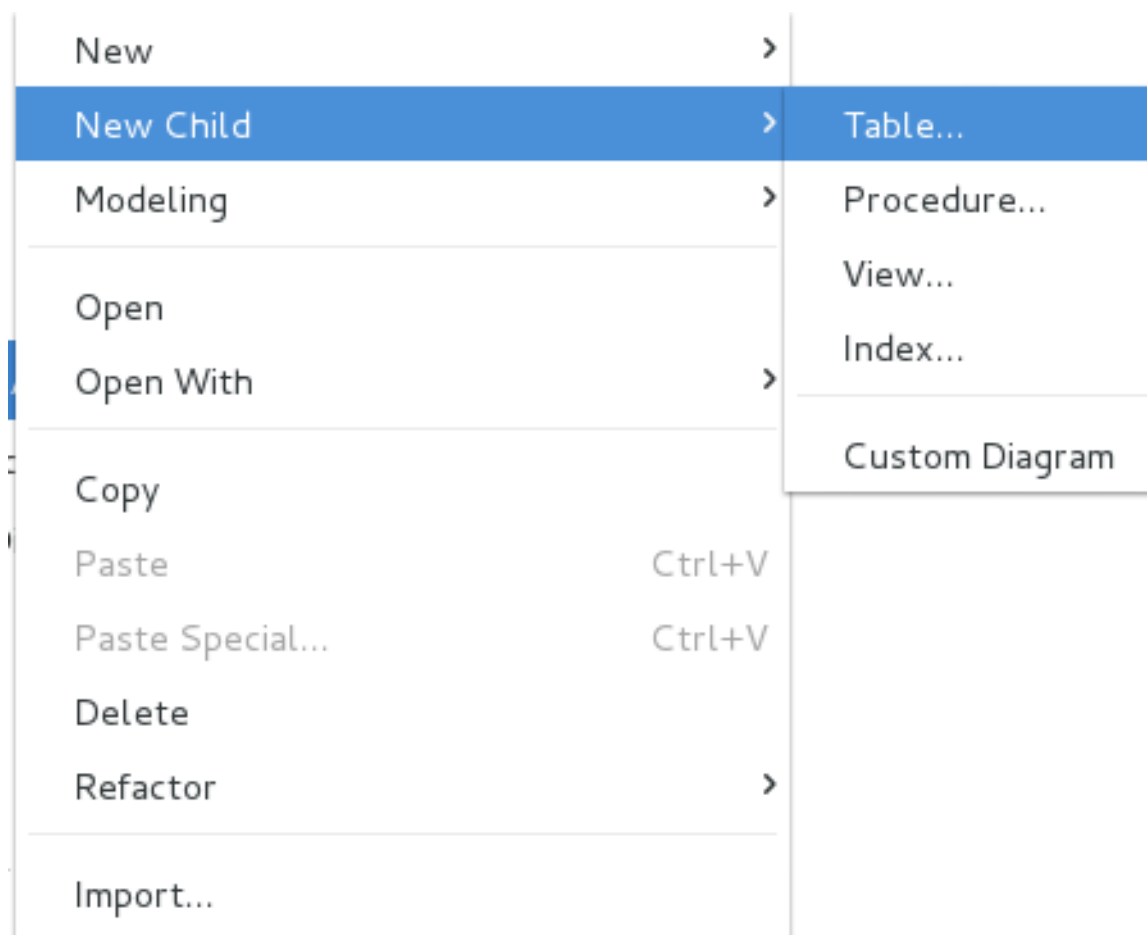 New
New Child
Modeling
Open
Open With
Copy
Paste Ctrl+V
Paste Special... Ctrl+V
Delete
Refactor
Import...
Table...
Procedure...
View...
Index...
Custom Diagram